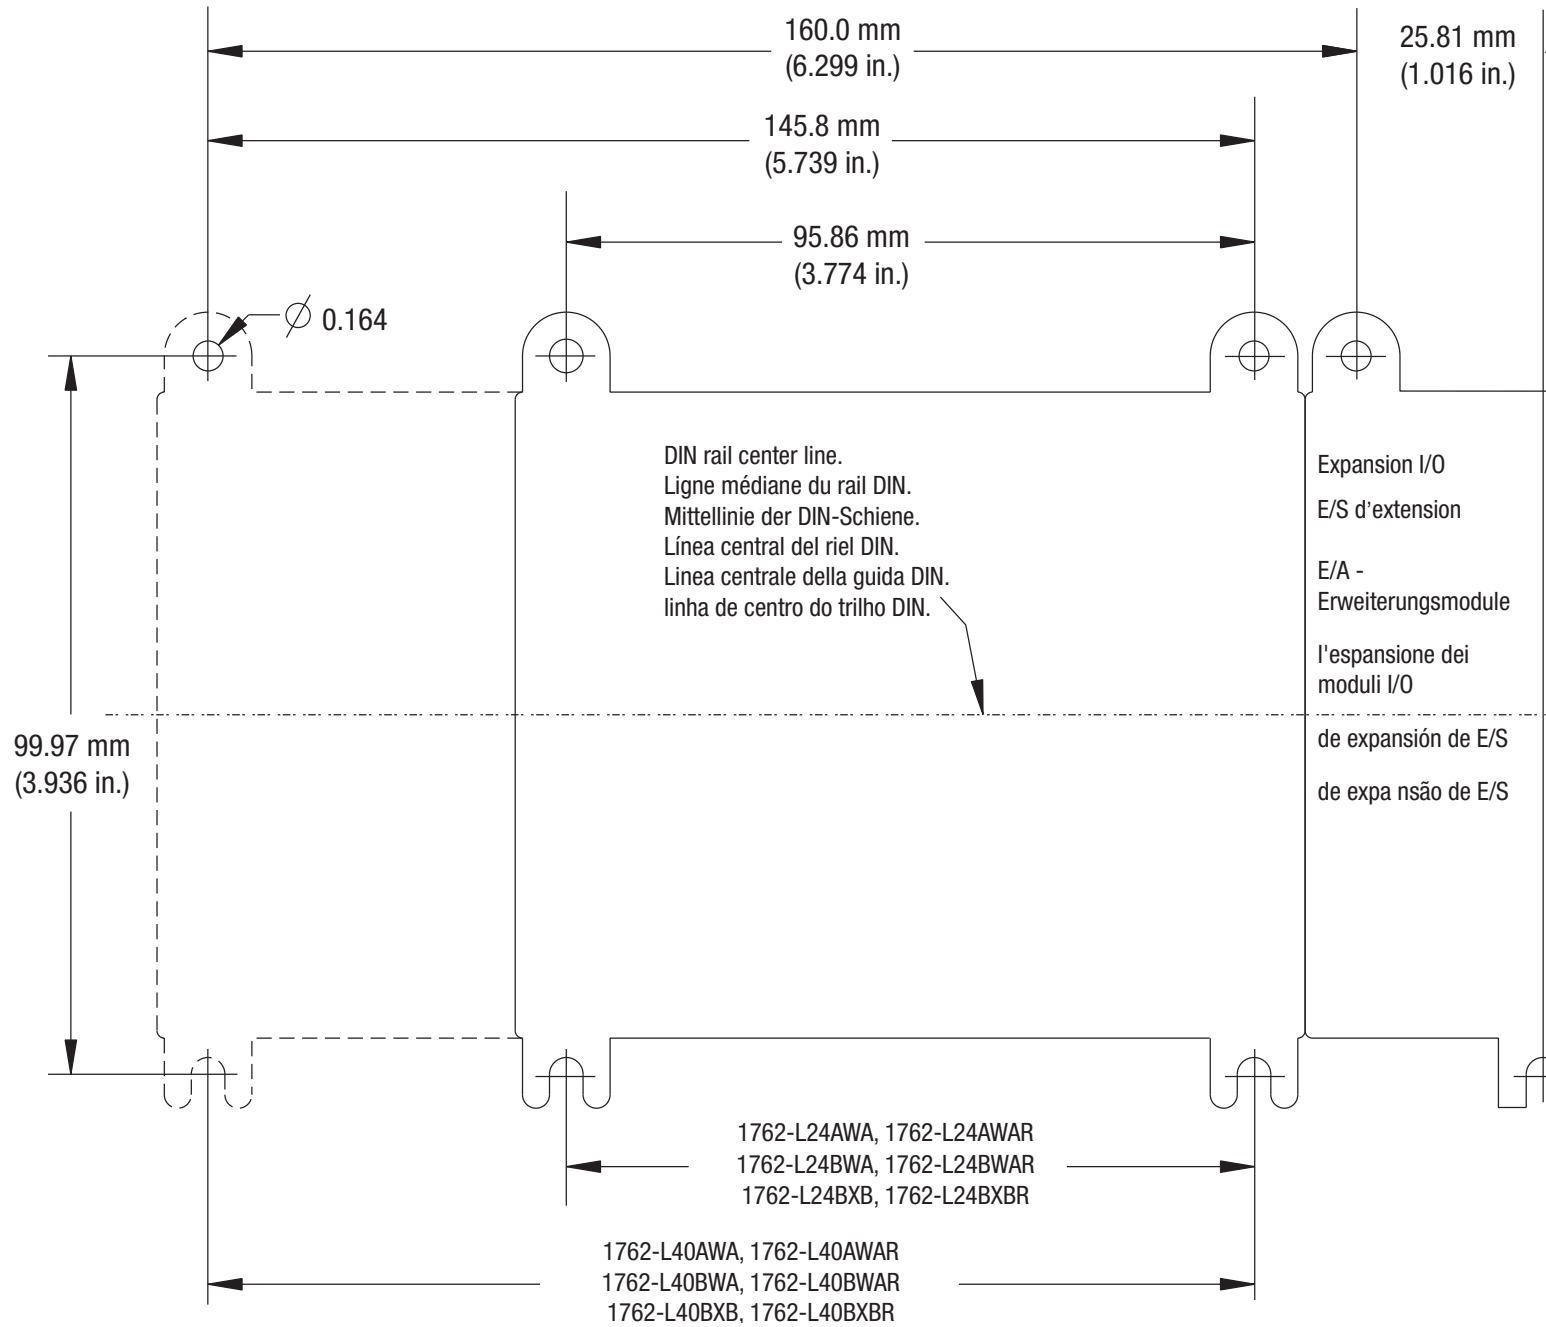 160.0 mm
(6.299 in.)
25.81 mm
(1.016 in.)
145.8 mm
(5.739 in.)
95.86 mm
(3.774 in.)
0.164
DIN rail center line.
Ligne médiane du rail DIN.
Mittellinie der DIN-Schiene.
Línea central del riel DIN.
Linea centrale della guida DIN.
linha de centro do trilho DIN.
Expansion I/O
E/S d’extension
E/A -
Erweiterungsmodule
l'espansione dei
moduli I/O
de expansión de E/S
de expa nsão de E/S
99.97 mm
(3.936 in.)
1762-L24AWA, 1762-L24AWAR
1762-L24BWA, 1762-L24BWAR
1762-L24BXB, 1762-L24BXBR
1762-L40AWA, 1762-L40AWAR
1762-L40BWA, 1762-L40BWAR
1762-L40BXB, 1762-L40BXBR